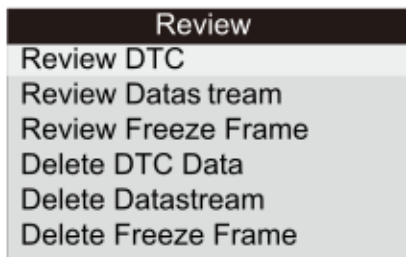 Review
Review DTC
Review Datas tream
Review Freeze Frame
Delete DTC Data
Delete Datastream
Delete Freeze Frame